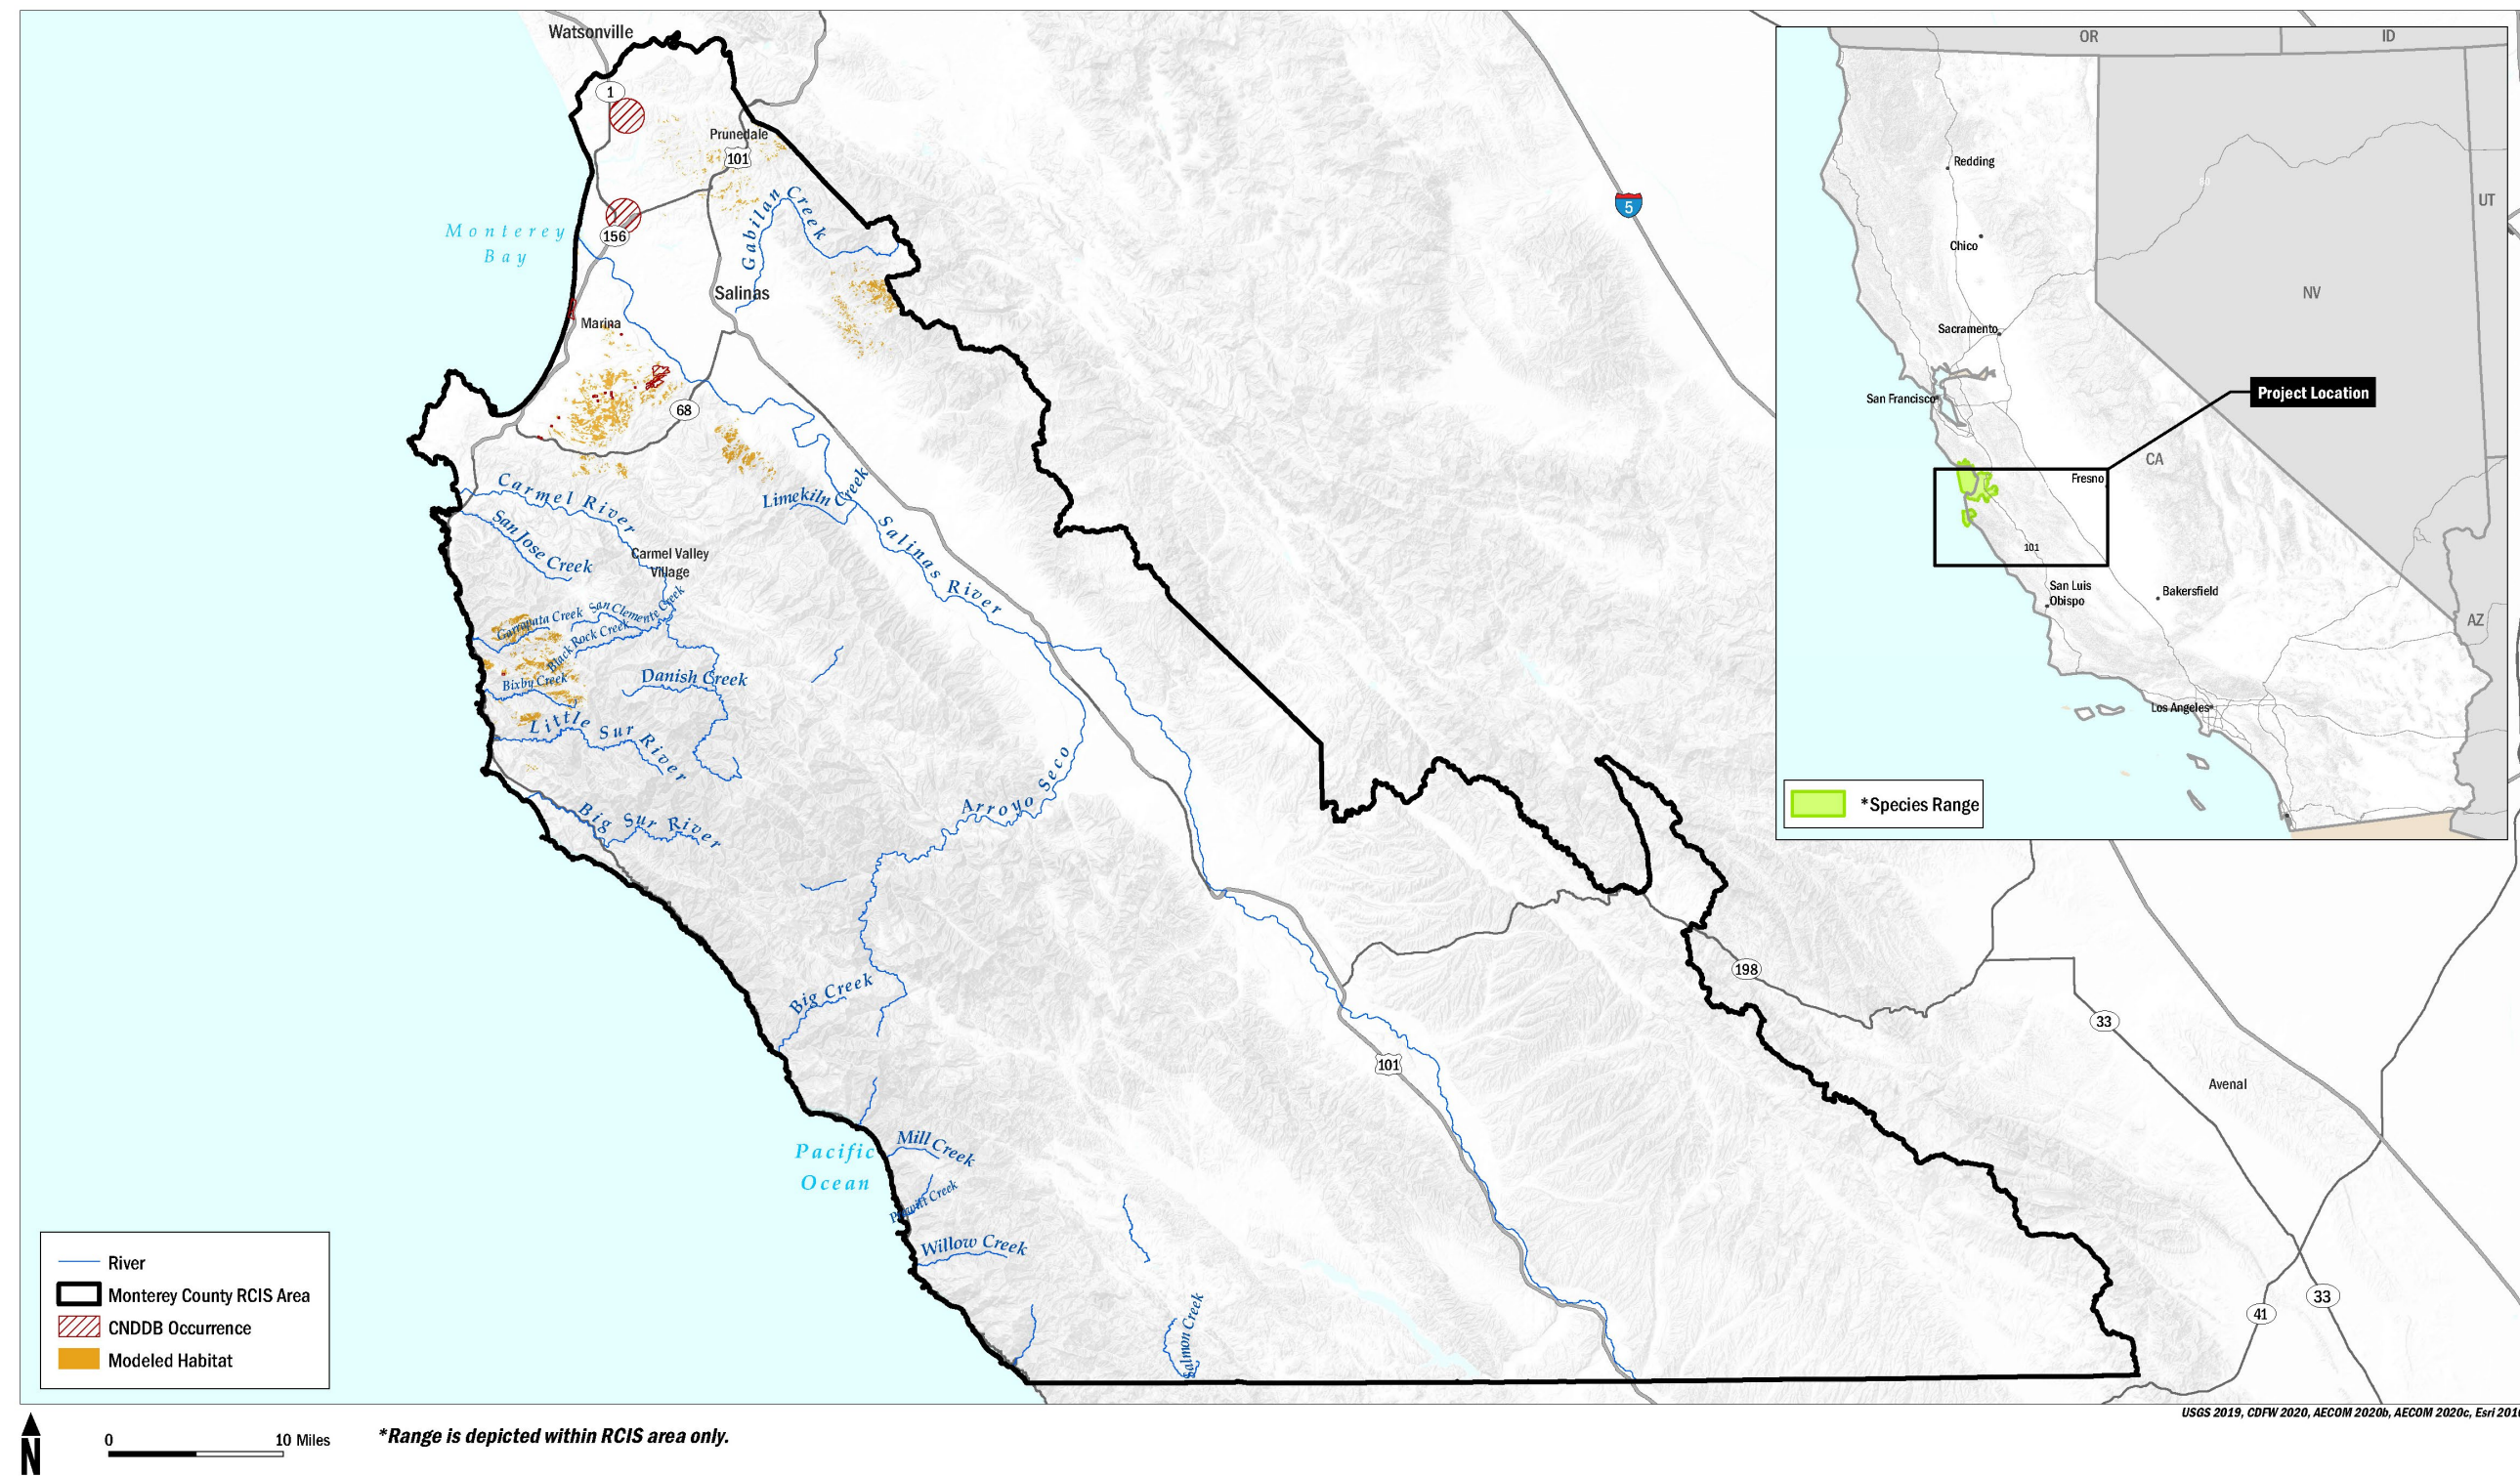 Watsonville
1
Prunedale
101
Monterey
Bay
156
Gabilan Creek
Salinas
Marina
68
5
Carmel River
Limekiln Creek
San Jose Creek
Salinas River
Carmel Valley
Village
Garrapata Creek
San Clemente Creek
Black Rock Creek
Bixby Creek
Danish Creek
Little Sur River
Big Sur River
Arroyo Seco
Big Creek
198
33
101
Avenal
Pacific
Ocean
Mill Creek
Prewitt Creek
Willow Creek
Salmon Creek
33
41
OR
ID
Redding
UT
Chico
NV
Sacramento
San Francisco
Project Location
CA
Fresno
101
San Luis
Obispo
Bakersfield
AZ
Los Angeles
*Species Range
River
Monterey County RCIS Area
CNDDB Occurrence
Modeled Habitat
USGS 2019, CDFW 2020, AECOM 2020b, AECOM 2020c, Esri
N
0 10 Miles
*Range is depicted within RCIS area only.